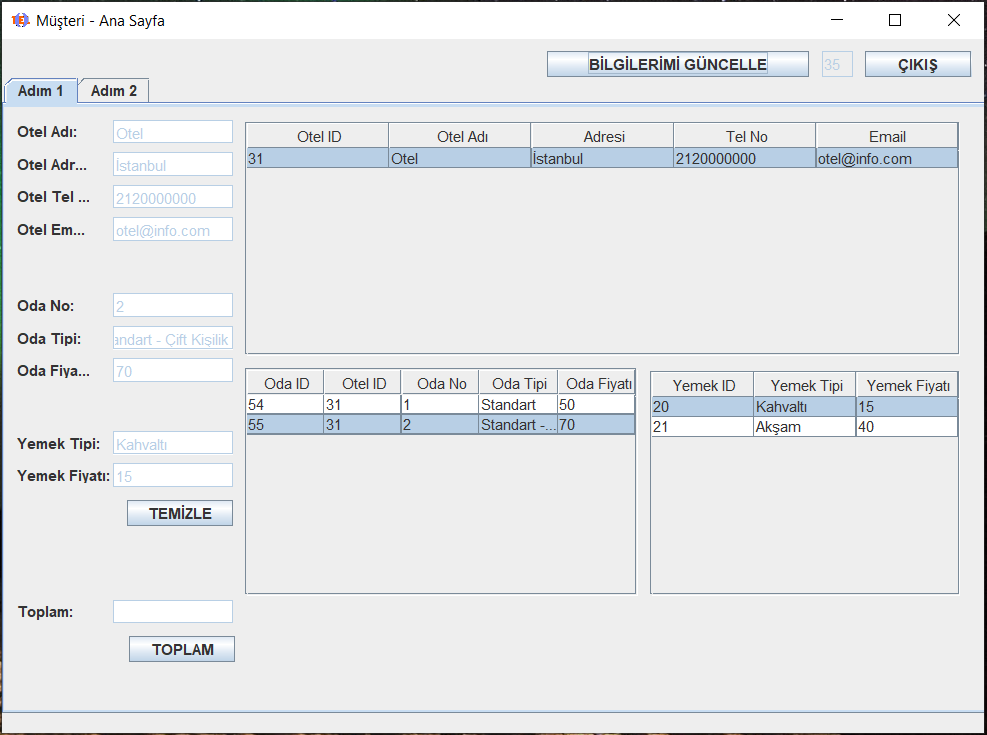 Müşteri - Ana Sayfa
BİLGİLERİMİ GÜNCELLE 35 ÇIKIŞ
Adım 1 Adım 2
Otel Adı: Otel
Otel Adr... İstanbul
Otel Tel ... 2120000000
Otel Em... otel@info.com
Oda No: 2
Oda Tipi: andart - Çift Kişilik
Oda Fiya... 70
Yemek Tipi: Kahvaltı
Yemek Fiyatı: 15
TEMİZLE
Toplam:
TOPLAM
Otel ID Otel Adı Adresi Tel No Email
31 Otel İstanbul 2120000000 otel@info.com
Oda ID Otel ID Oda No Oda Tipi Oda Fiyatı
54 31 1 Standart 50
55 31 2 Standart -... 70
Yemek ID Yemek Tipi Yemek Fiyatı
20 Kahvaltı 15
21 Akşam 40